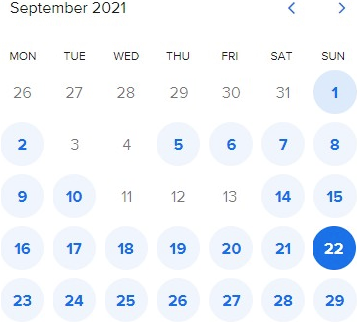 September 2021
MON TUE WED THU FRI SAT SUN
26 27 28 29 30 31 1
2 3 4 5 6 7 8
9 10 11 12 13 14 15
16 17 18 19 20 21 22
23 24 25 26 27 28 29